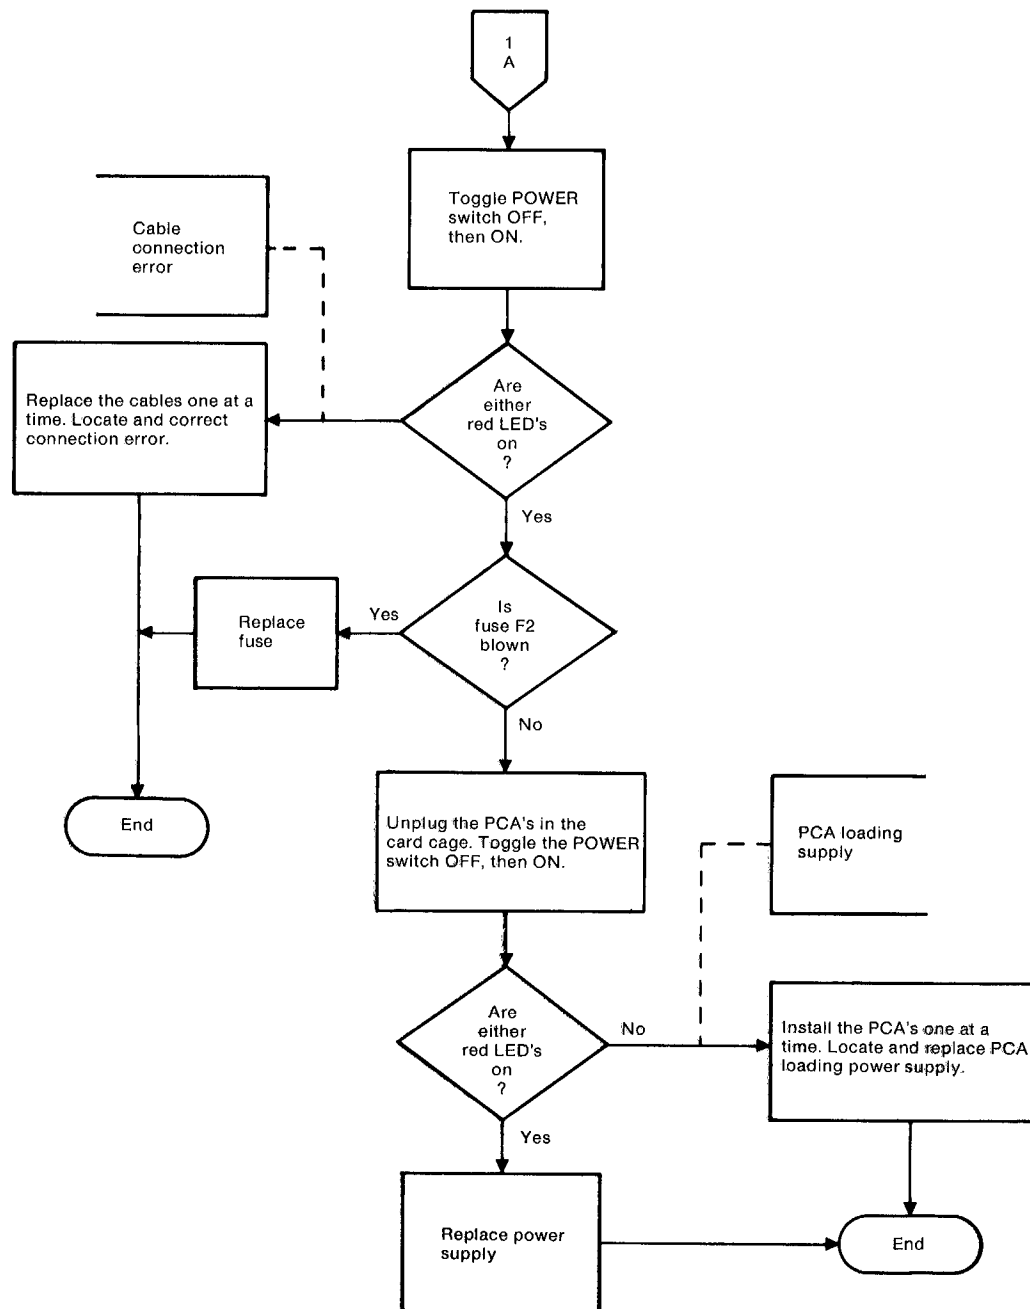 1
A
Toggle POWER
switch OFF,
then ON.
Cable
connection
error
Are
either
red LED's
on
?
Replace the cables one at a
time. Locate and correct
connection error.
Yes
Is
fuse F2
blown
?
Yes
Replace
fuse
No
End
Unplug the PCA's in the
card cage. Toggle the POWER
switch OFF, then ON.
PCA loading
supply
Are
either
red LED's
on
?
No
Install the PCA's one at a
time. Locate and replace PCA
loading power supply.
Yes
Replace power
supply
End